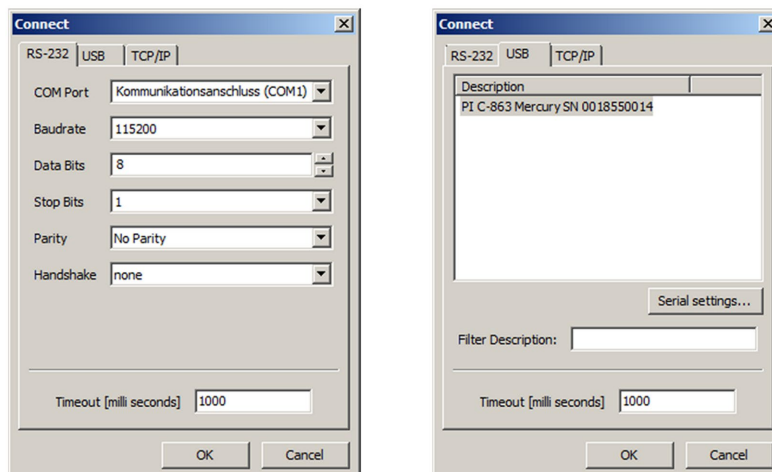 Connect
RS-232 USB TCP/IP
COM Port Kommunikationsanschluss (COM1)
Baudrate 115200
Data Bits 8
Stop Bits 1
Parity No Parity
Handshake none
Timeout [milli seconds] 1000
OK Cancel
Connect
RS-232 USB TCP/IP
Description
PI C-863 Mercury SN 0018550014
Serial settings...
Filter Description:
Timeout [milli seconds] 1000
OK Cancel